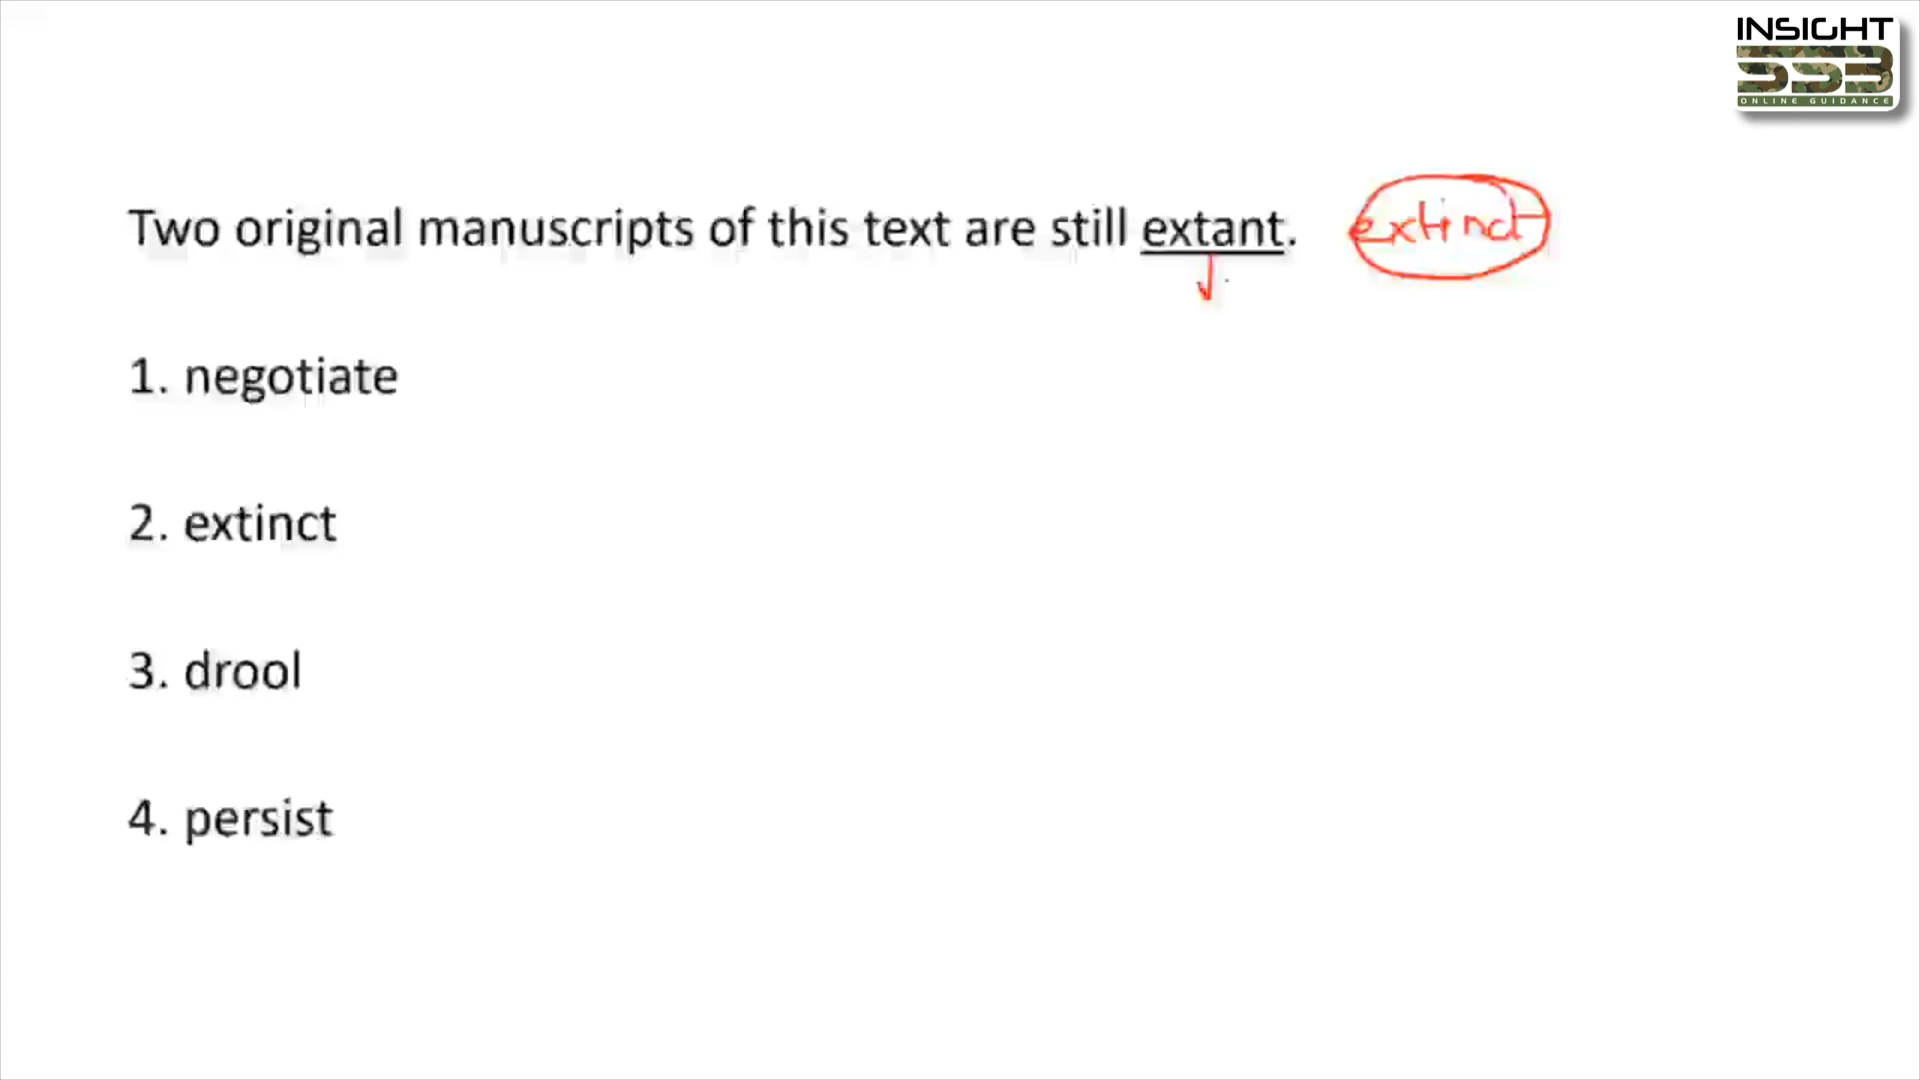 INSIGHT
SSB
ONLINE GUIDANCE
Two original manuscripts of this text are still extant. extinct
1. negotiate
2. extinct
3. drool
4. persist